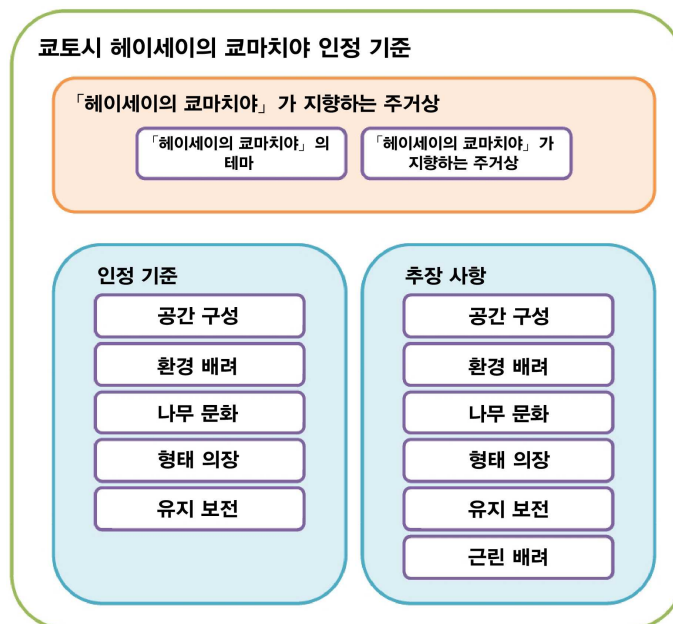 쿄토시 헤이세이의 쿄마치야 인정 기준
「헤이세이의 쿄마치야」가 지향하는 주거상
「헤이세이의 쿄마치야」의
테마
「헤이세이의 쿄마치야」가
지향하는 주거상
인정 기준
공간 구성
환경 배려
나무 문화
형태 의장
유지 보전
추장 사항
공간 구성
환경 배려
나무 문화
형태 의장
유지 보전
근린 배려